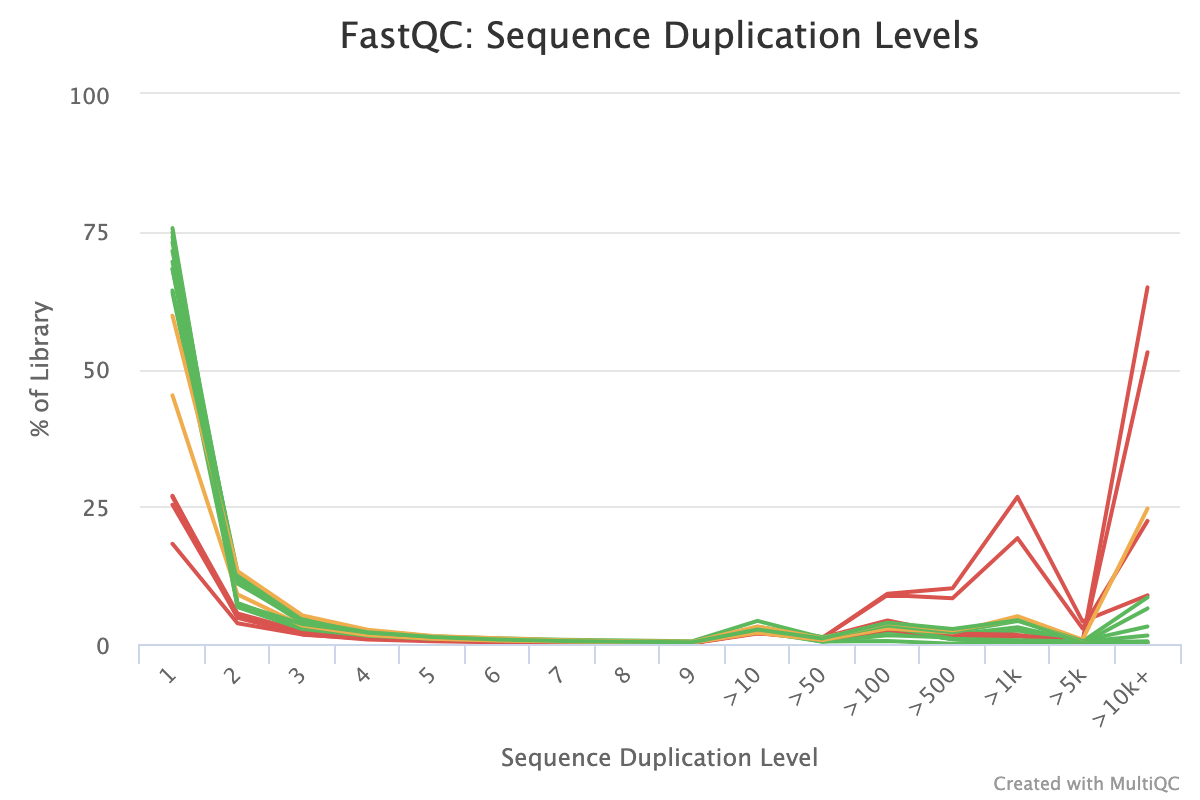 FastQC: Sequence Duplication Levels
% of Library
100
75
50
25
0
1
2
3
4
5
6
7
8
9
>10
>50
>100
>500
>1k
>5k
>10k+
Sequence Duplication Level
Created with MultiQC